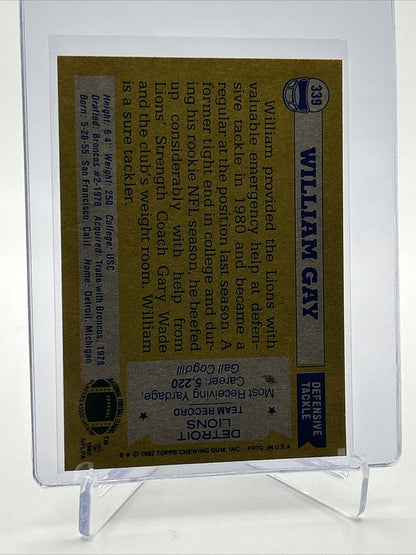 339
WILLIAM GAY
DEFENSIVE
TACKLE
William provided the Lions with
valuable emergency help at defen-
sive tackle in 1980 and became a
regular at the position last season. A
former tight end in college and dur-
ing his rookie NFL season, he beefed
up considerably with help from
Lions' Strength Coach Gary Wade
and the club's weight room. William
is a sure tackler.
DETROIT
LIONS
TEAM RECORD
Most Receiving Yardage,
Career: 5,220
Gail Cogdill
Height: 6'4" Weight: 250 College: USC
Drafted: Broncos #2-1978 Acquired: Trade with Broncos, 1978
Born: 5-28-55 San Francisco, Calif. Home: Detroit, Michigan
© 1982 TOPPS CHEWING GUM, INC. PRTD. IN U.S.A.
TM
1982
NFLPA